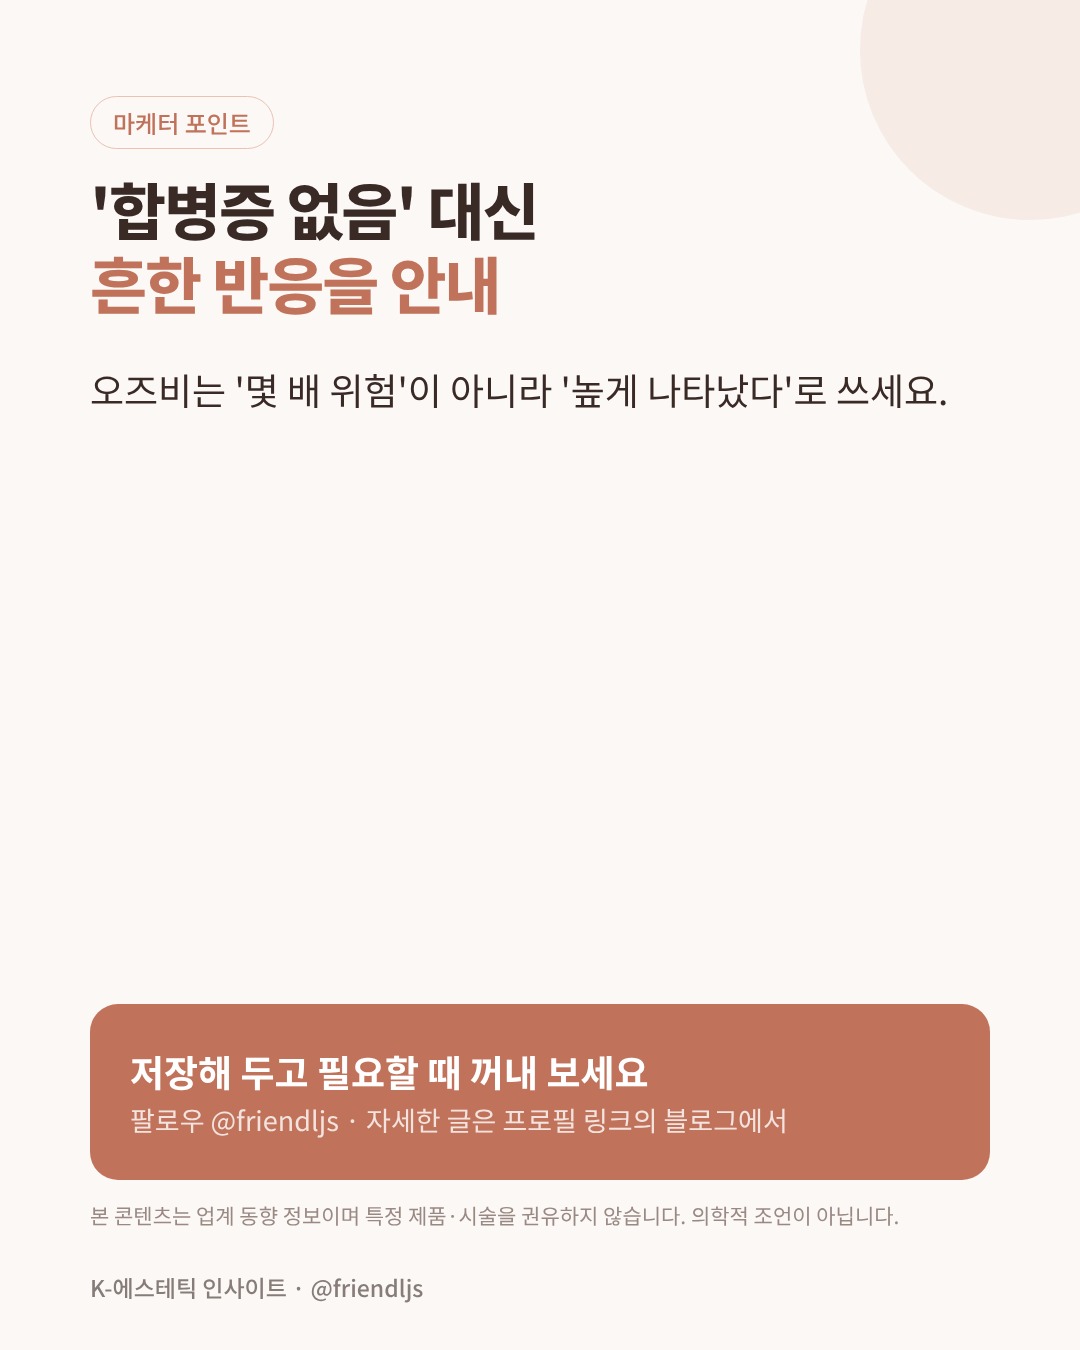 마케터 포인트
'합병증 없음' 대신
흔한 반응을 안내
오즈비는 '몇 배 위험'이 아니라 '높게 나타났다'로 쓰세요.
저장해 두고 필요할 때 꺼내 보세요
팔로우 @friendljs · 자세한 글은 프로필 링크의 블로그에서
본 콘텐츠는 업계 동향 정보이며 특정 제품·시술을 권유하지 않습니다. 의학적 조언이 아닙니다.
K-에스테틱 인사이트 · @friendljs